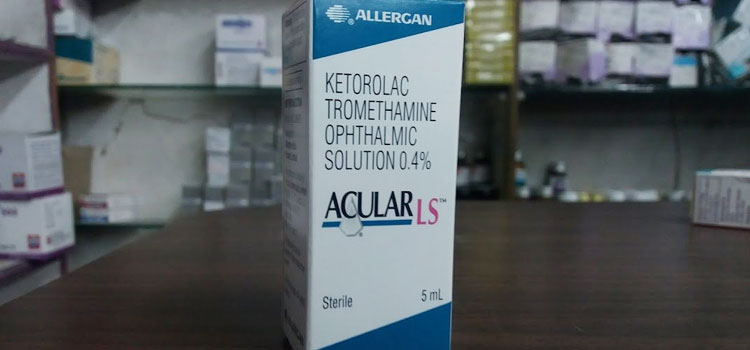 ALLERGAN
KETOROLAC
TROMETHAMINE
OPHTHALMIC
SOLUTION 0.4%
ACULAR LS™
®
Sterile 5 mL